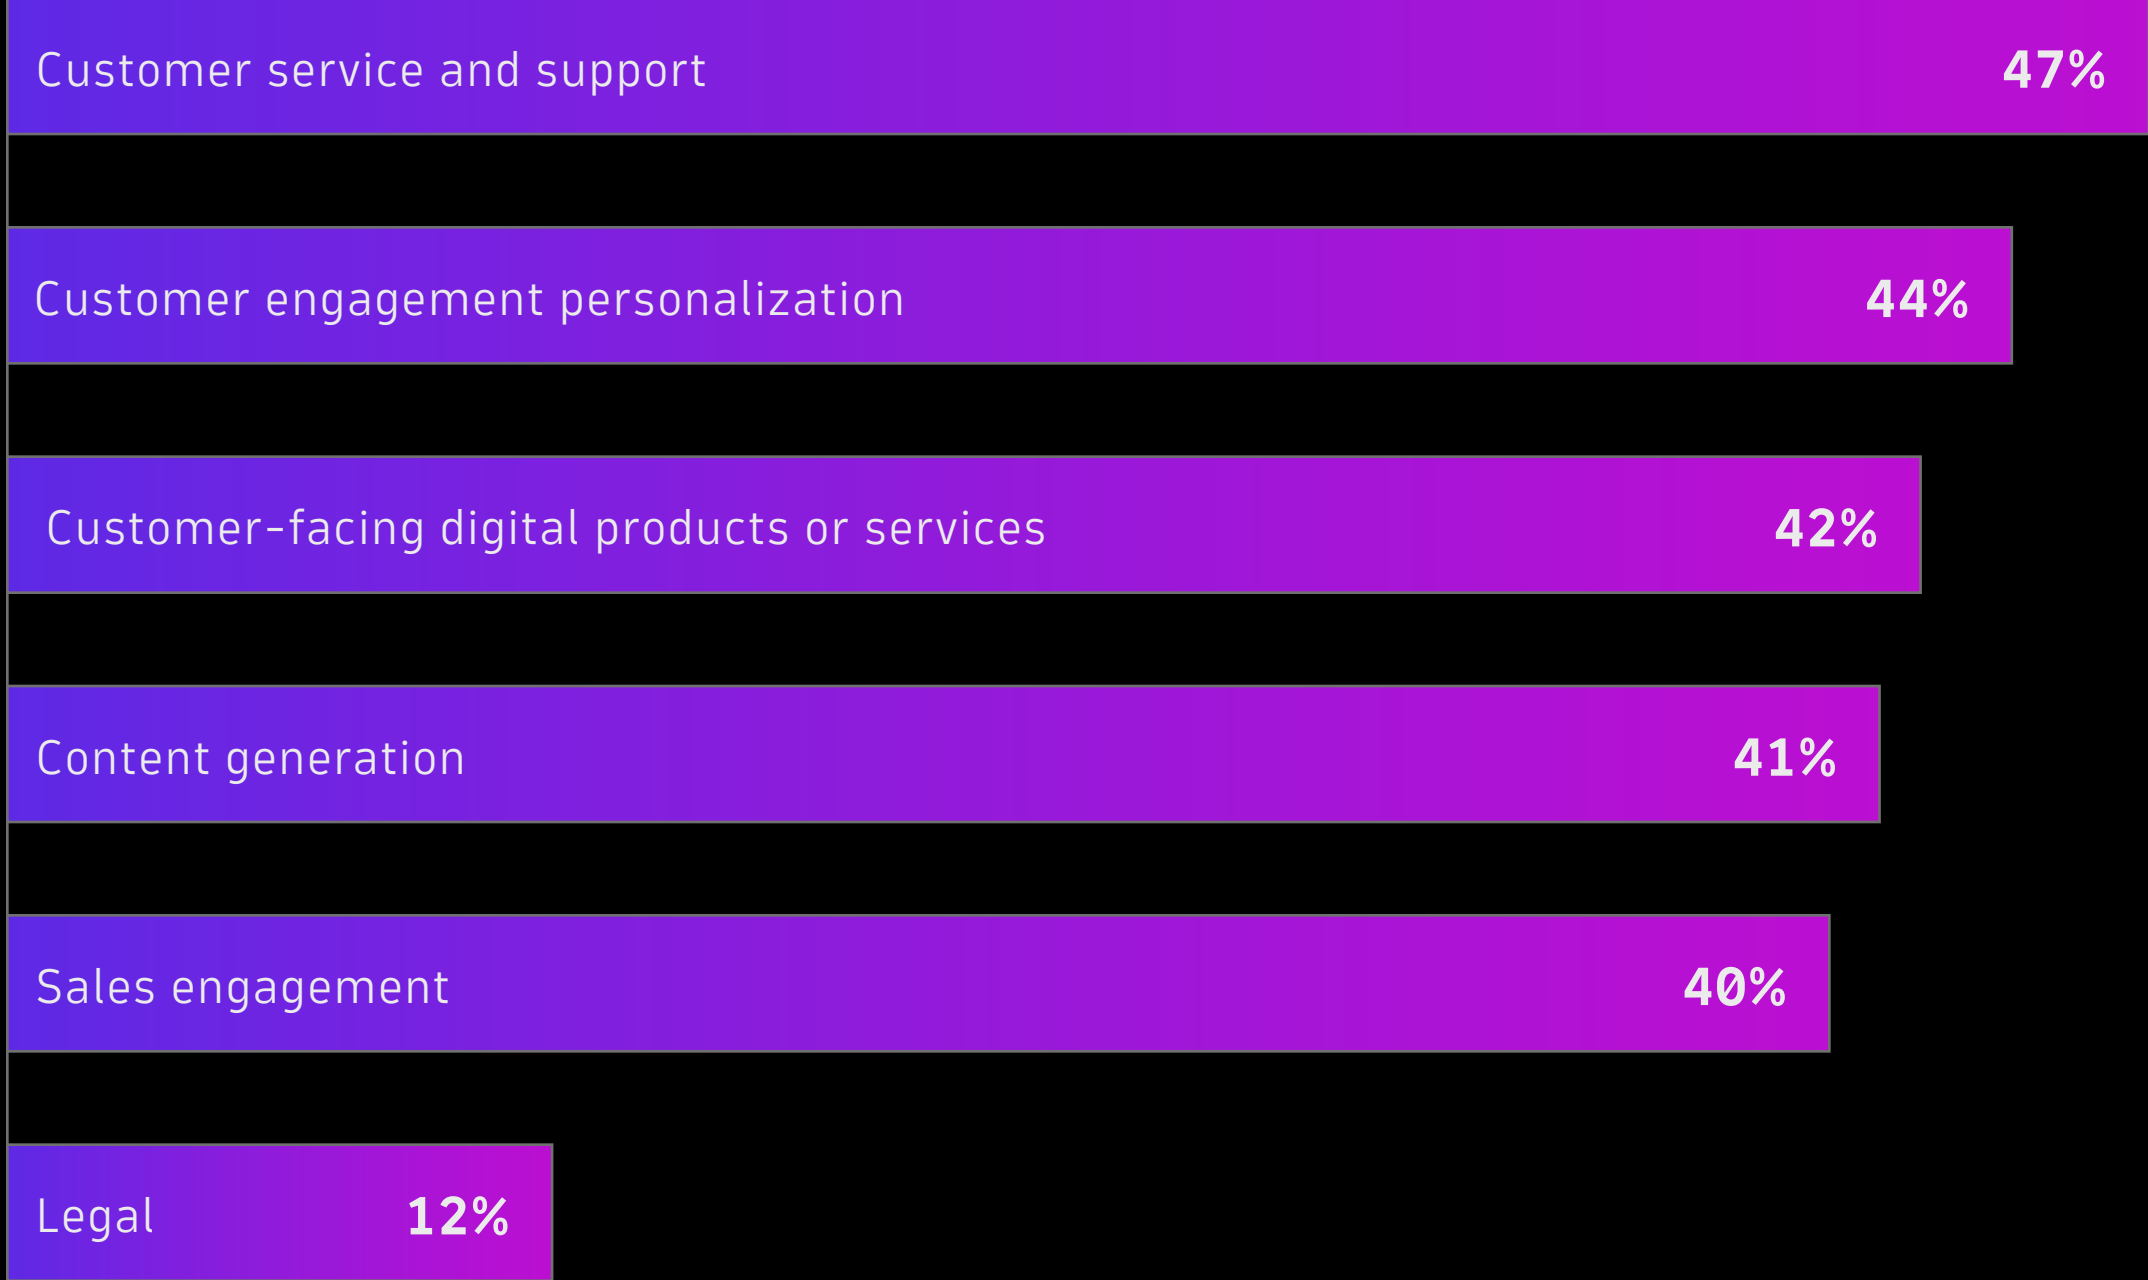 Customer service and support 47%
Customer engagement personalization 44%
Customer-facing digital products or services 42%
Content generation 41%
Sales engagement 40%
Legal 12%